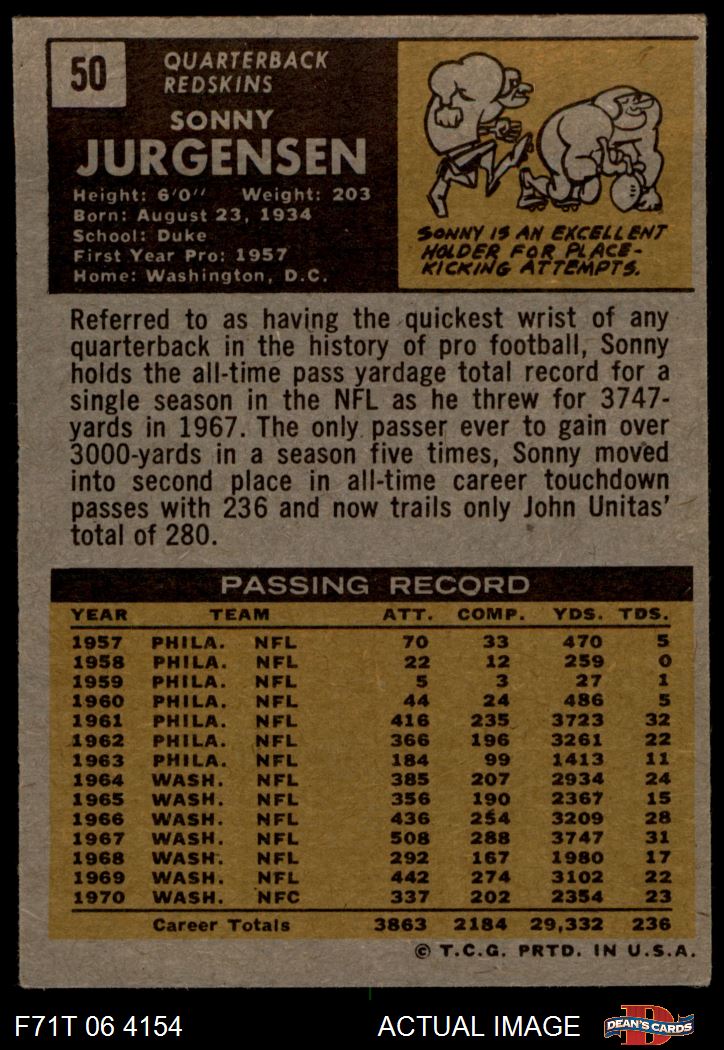 50
QUARTERBACK
REDSKINS
SONNY
JURGENSEN
Height: 6'0" Weight: 203
Born: August 23, 1934
School: Duke
First Year Pro: 1957
Home: Washington, D.C.
SONNY IS AN EXCELLENT
HOLDER FOR PLACE-
KICKING ATTEMPTS.
Referred to as having the quickest wrist of any
quarterback in the history of pro football, Sonny
holds the all-time pass yardage total record for a
single season in the NFL as he threw for 3747-
yards in 1967. The only passer ever to gain over
3000-yards in a season five times, Sonny moved
into second place in all-time career touchdown
passes with 236 and now trails only John Unitas'
total of 280.
PASSING RECORD
YEAR TEAM ATT. COMP. YDS. TDS.
1957 PHILA. NFL 70 33 470 5
1958 PHILA. NFL 22 12 259 0
1959 PHILA. NFL 5 3 27 1
1960 PHILA. NFL 44 24 486 5
1961 PHILA. NFL 416 235 3723 32
1962 PHILA. NFL 366 196 3261 22
1963 PHILA. NFL 184 99 1413 11
1964 WASH. NFL 385 207 2934 24
1965 WASH. NFL 356 190 2367 15
1966 WASH. NFL 436 254 3209 28
1967 WASH. NFL 508 288 3747 31
1968 WASH. NFL 292 167 1980 17
1969 WASH. NFL 442 274 3102 22
1970 WASH. NFC 337 202 2354 23
Career Totals 3863 2184 29,332 236
© T.C.G. PRTD. IN U.S.A.
F71T 06 4154 ACTUAL IMAGE D DEAN'S CARDS